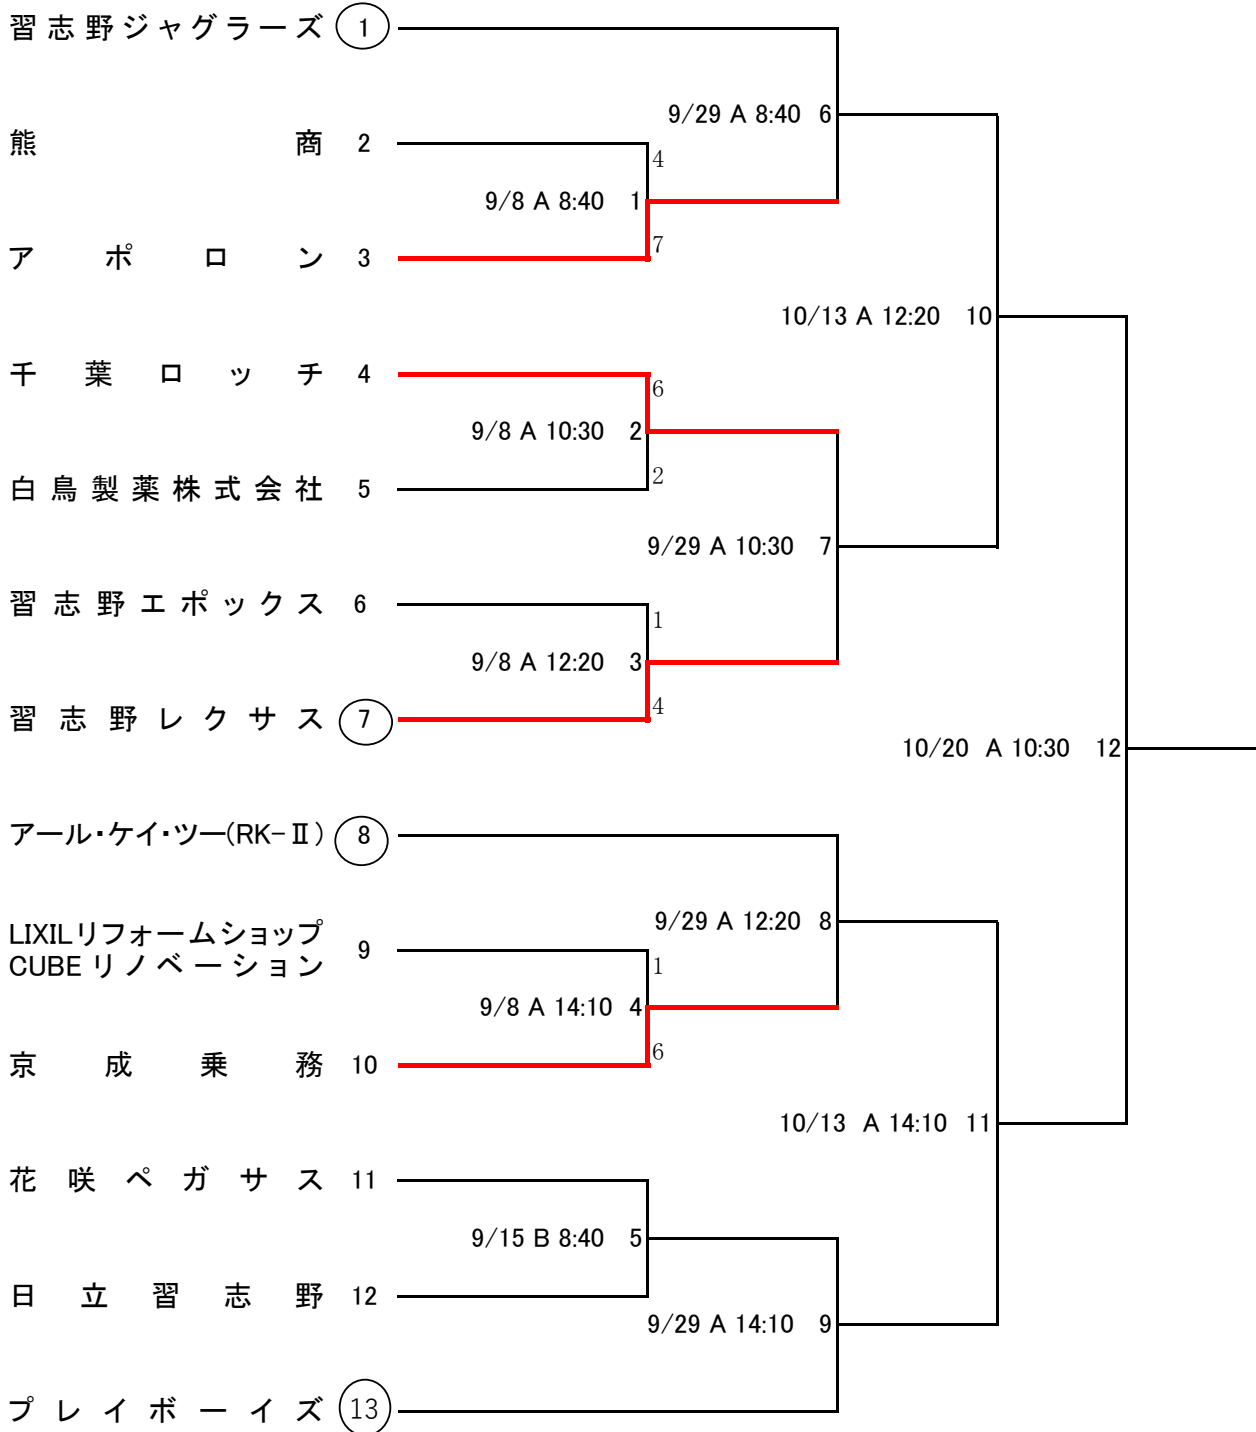 習志野ジャグラーズ 1
9/29 A 8:40 6
熊商 2
4
9/8 A 8:40 1
7
アポロン 3
10/13 A 12:20 10
千葉ロッチ 4
6
9/8 A 10:30 2
2
白鳥製薬株式会社 5
9/29 A 10:30 7
習志野エポックス 6
1
9/8 A 12:20 3
4
習志野レクサス 7
10/20 A 10:30 12
アール・ケイ・ツー(RK-Ⅱ) 8
9/29 A 12:20 8
LIXILリフォームショップ
CUBE リノベーション 9
1
9/8 A 14:10 4
6
京成乗務 10
10/13 A 14:10 11
花咲ペガサス 11
9/15 B 8:40 5
日立習志野 12
9/29 A 14:10 9
プレイボーイズ 13